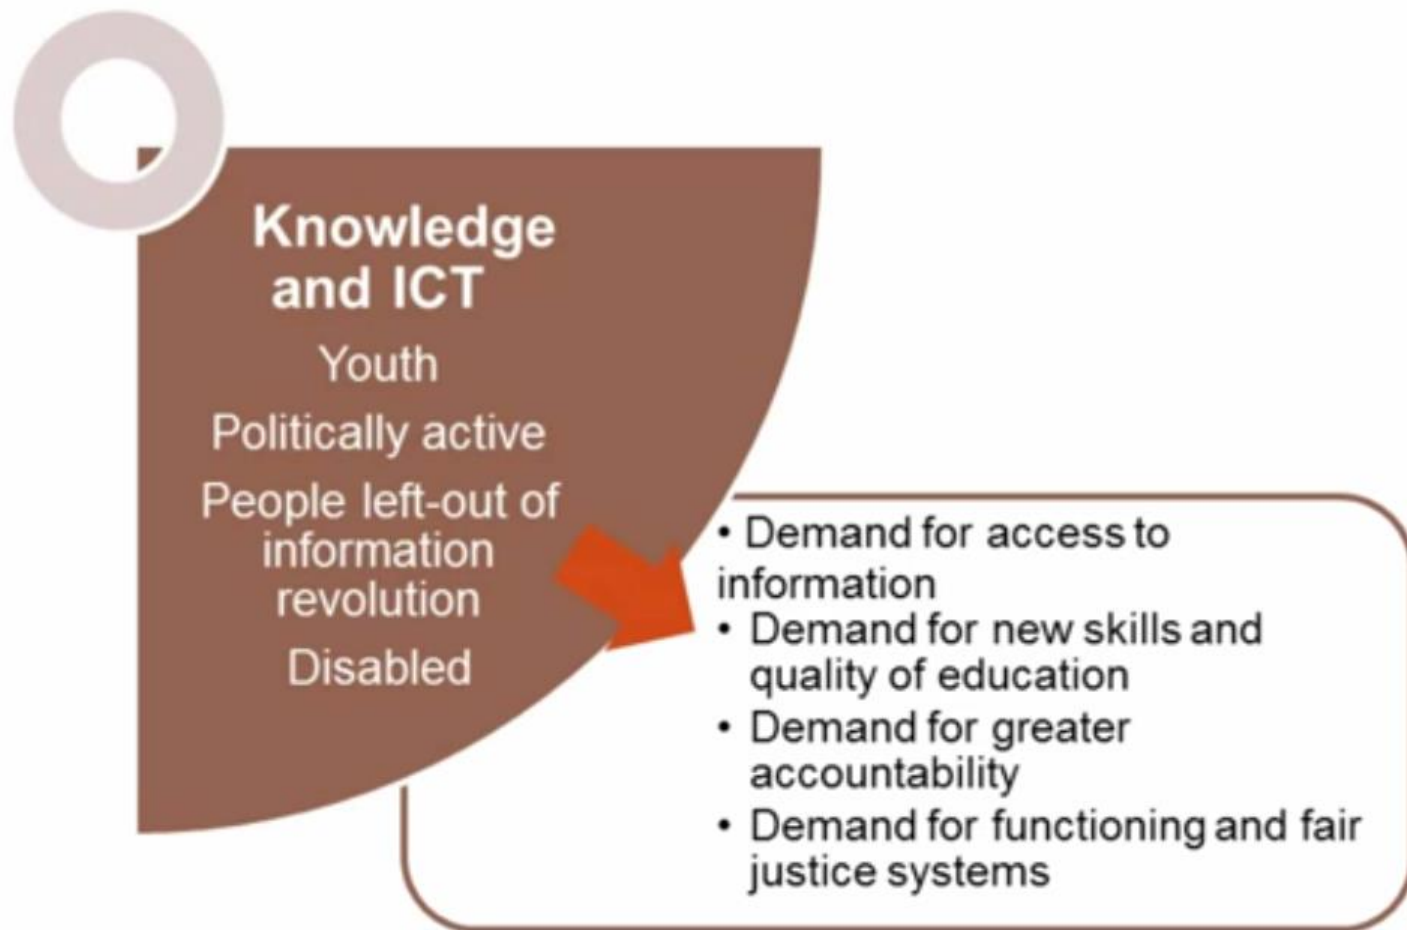 Knowledge
and ICT
Youth
Politically active
People left-out of
information
revolution
Disabled
• Demand for access to
information
• Demand for new skills and
quality of education
• Demand for greater
accountability
• Demand for functioning and fair
justice systems